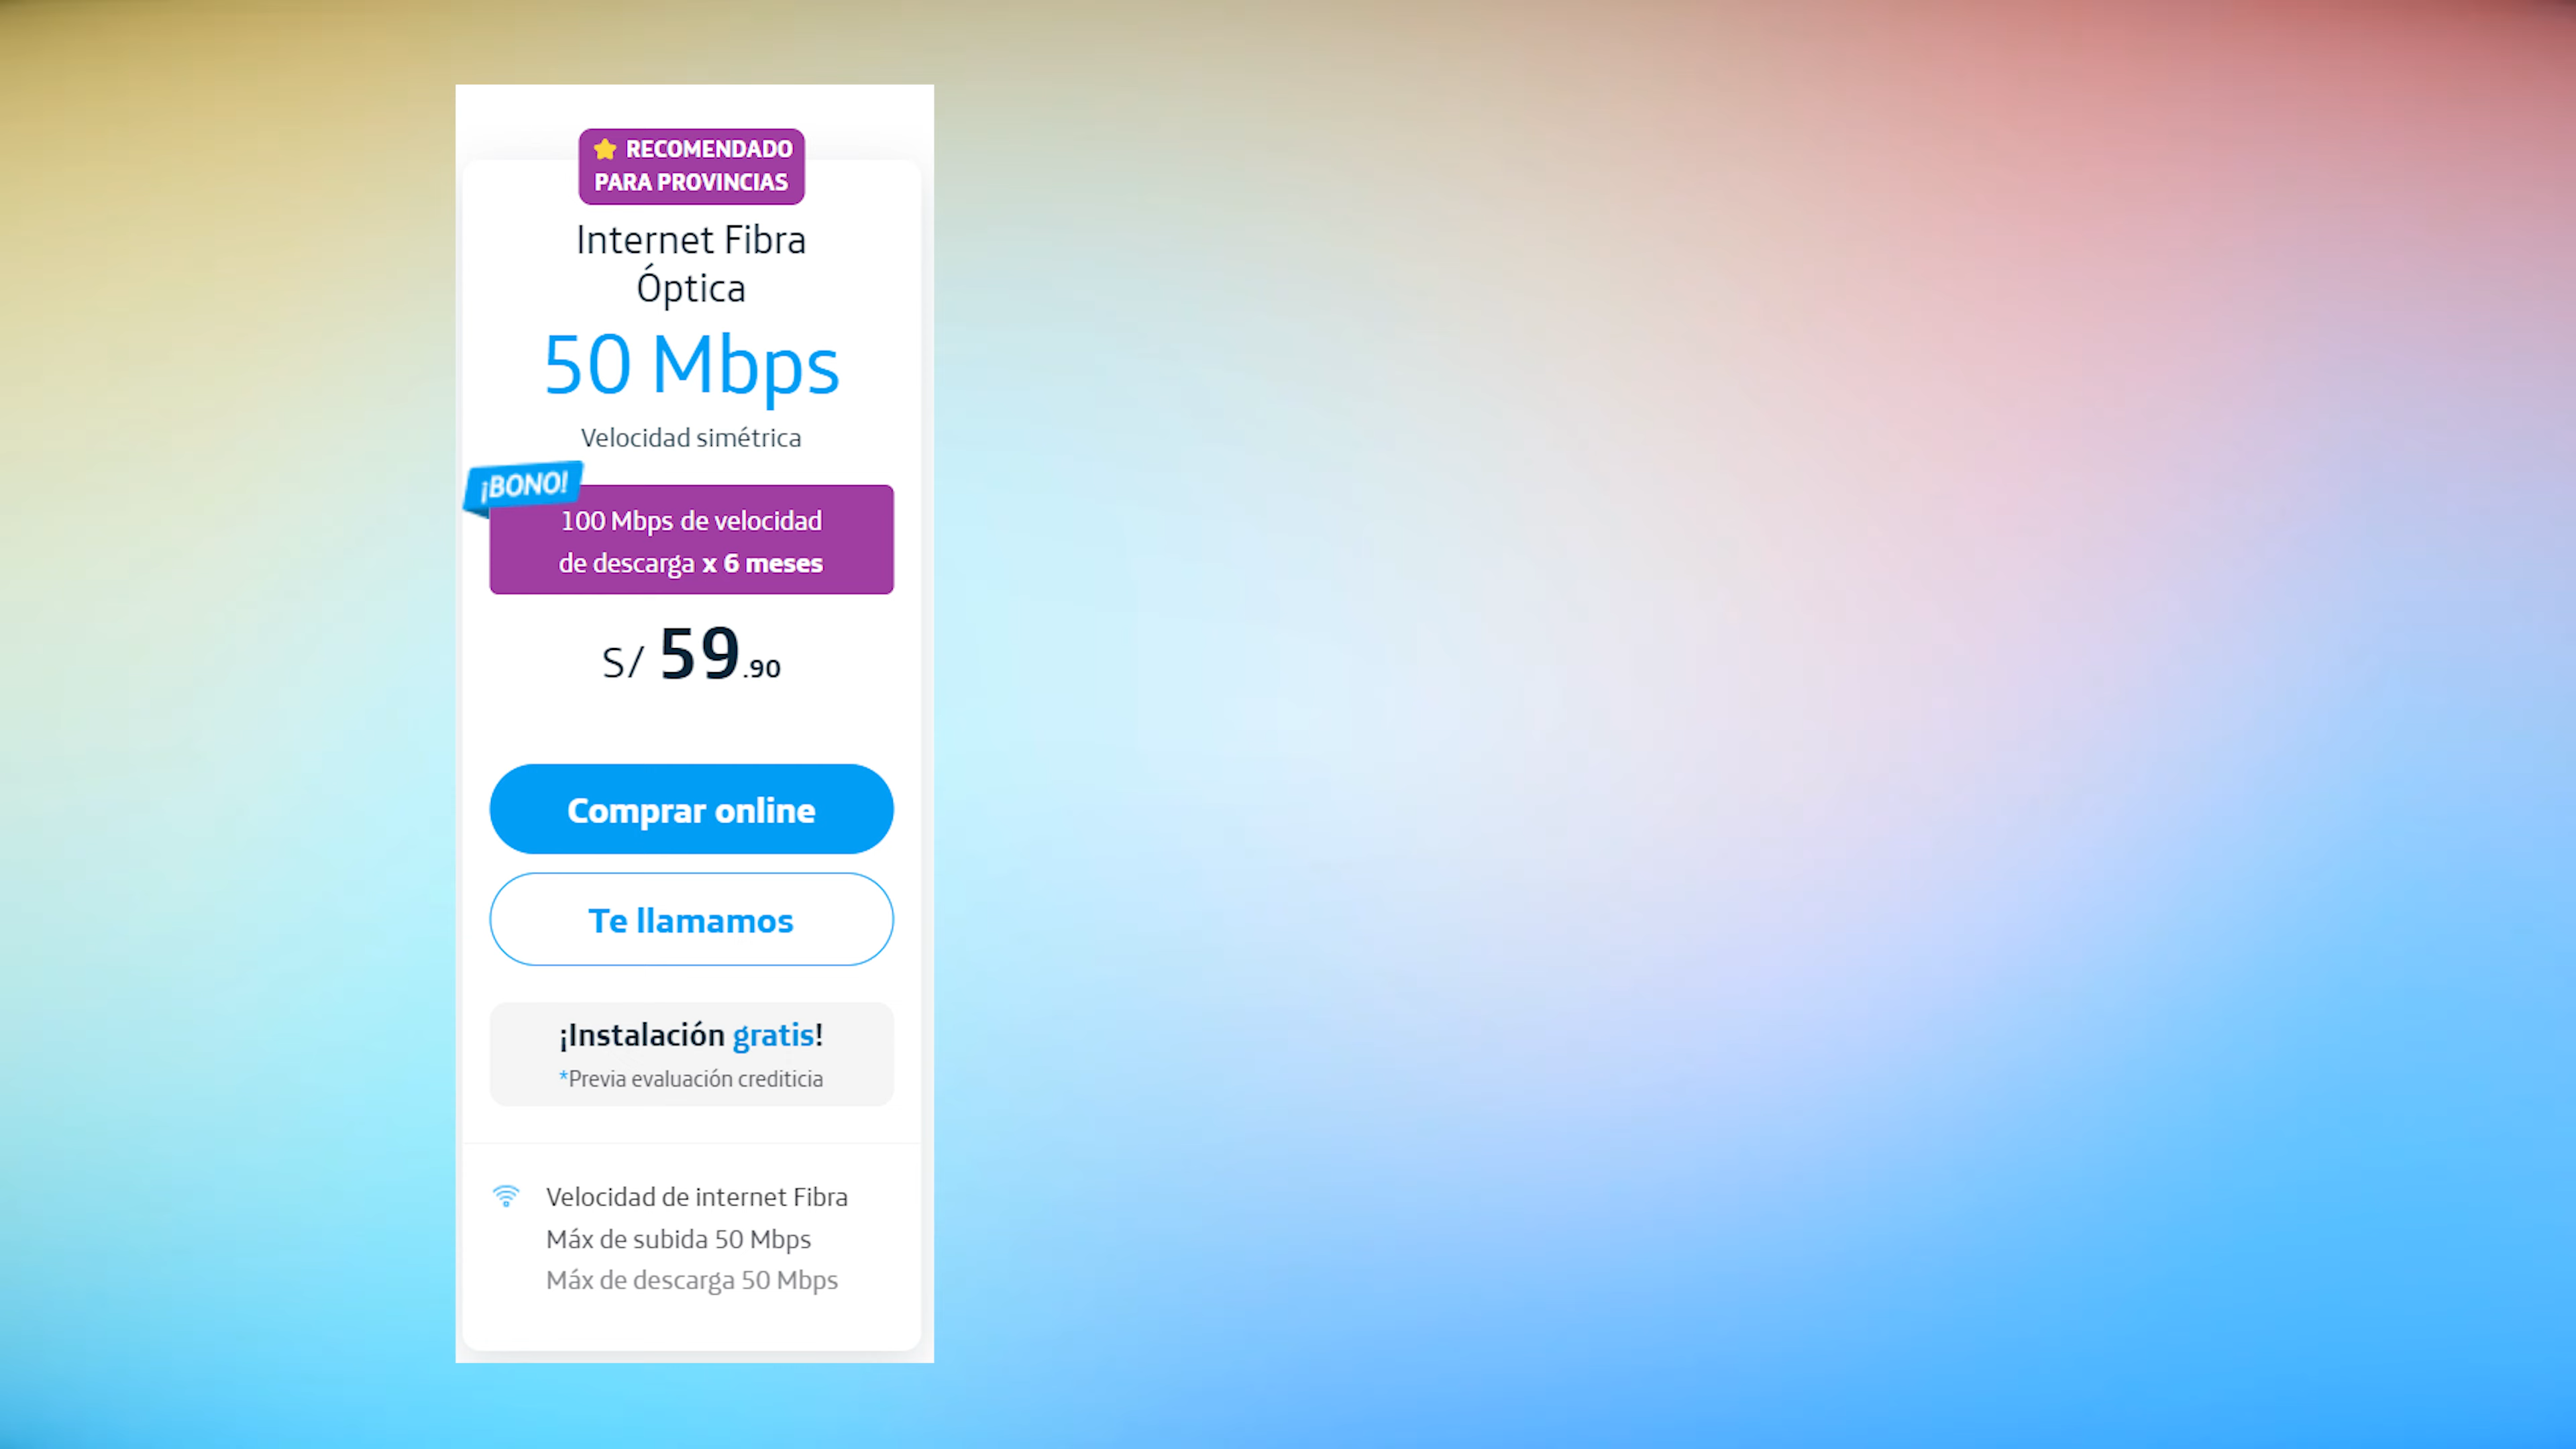 RECOMENDADO
PARA PROVINCIAS
Internet Fibra
Óptica
50 Mbps
Velocidad simétrica
¡BONO!
100 Mbps de velocidad
de descarga x 6 meses
S/ 59.90
Comprar online
Te llamamos
¡Instalación gratis!
*Previa evaluación crediticia
Velocidad de internet Fibra
Máx de subida 50 Mbps
Máx de descarga 50 Mbps